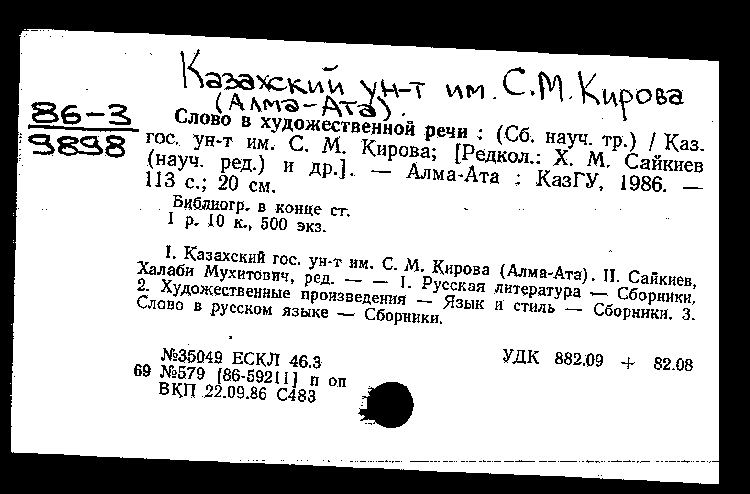 Казахский ун-т им. С.М. Кирова
(Алма-Ата).
86-3
9898
Слово в художественной речи : (Сб. науч. тр.) / Каз.
гос. ун-т им. С. М. Кирова; [Редкол.: Х. М. Сайкиев
(науч. ред.) и др.]. — Алма-Ата : КазГУ, 1986. —
113 с.; 20 см.
Библиогр. в конце ст.
1 р. 10 к., 500 экз.
I. Казахский гос. ун-т им. С. М. Кирова (Алма-Ата). II. Сайкиев,
Халаби Мухитович, ред. — — 1. Русская литература — Сборники.
2. Художественные произведения — Язык и стиль — Сборники. 3.
Слово в русском языке — Сборники.
№35049 ЕСКЛ 46.3
УДК 882.09 + 82.08
69 №579 [86-59211] п оп
ВКП 22.09.86 С483